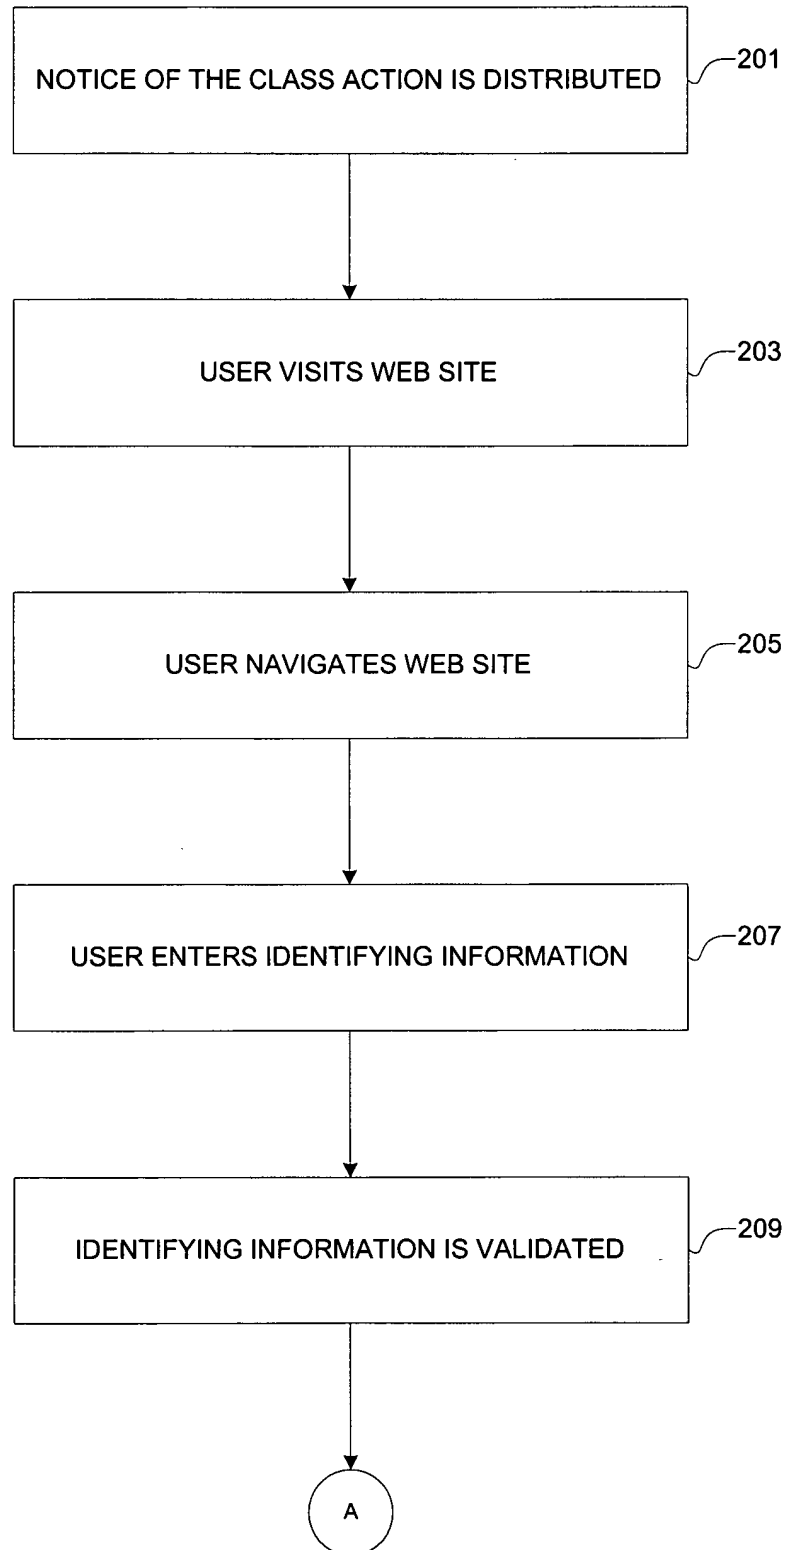 NOTICE OF THE CLASS ACTION IS DISTRIBUTED
201
USER VISITS WEB SITE
203
USER NAVIGATES WEB SITE
205
USER ENTERS IDENTIFYING INFORMATION
207
IDENTIFYING INFORMATION IS VALIDATED
209
A